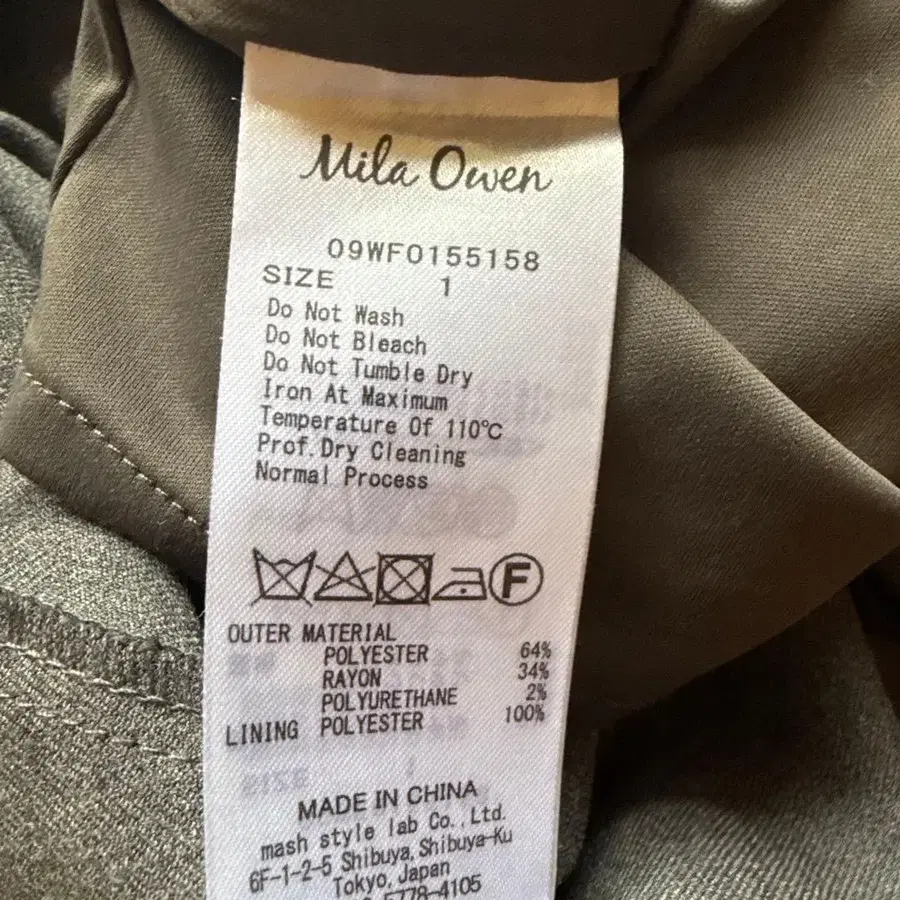 Mila Owen
09WF0155158
SIZE 1
Do Not Wash
Do Not Bleach
Do Not Tumble Dry
Iron At Maximum
Temperature Of 110℃
Prof. Dry Cleaning
Normal Process
F
OUTER MATERIAL
POLYESTER 64%
RAYON 34%
POLYURETHANE 2%
LINING POLYESTER 100%
MADE IN CHINA
mash style lab Co., Ltd.
6F-1-2-5 Shibuya, Shibuya-Ku
Tokyo, Japan
5778-4105